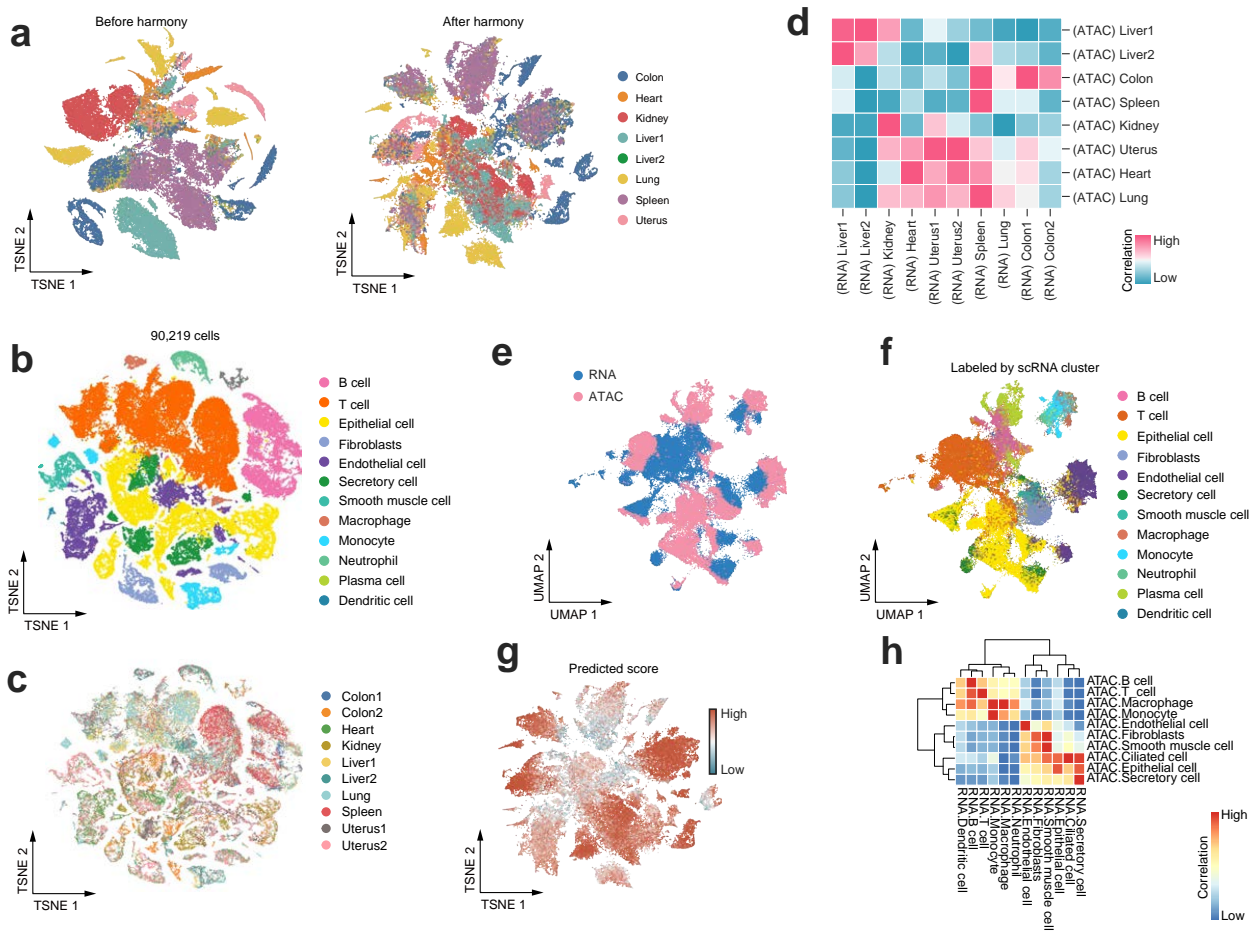 a
Before harmony
After harmony
TSNE 2
TSNE 1
TSNE 2
TSNE 1
Colon
Heart
Kidney
Liver1
Liver2
Lung
Spleen
Uterus
d
(ATAC) Liver1
(ATAC) Liver2
(ATAC) Colon
(ATAC) Spleen
(ATAC) Kidney
(ATAC) Uterus
(ATAC) Heart
(ATAC) Lung
(RNA) Liver1
(RNA) Liver2
(RNA) Kidney
(RNA) Heart
(RNA) Uterus1
(RNA) Uterus2
(RNA) Spleen
(RNA) Lung
(RNA) Colon1
(RNA) Colon2
Correlation
High
Low
b
90,219 cells
TSNE 2
TSNE 1
B cell
T cell
Epithelial cell
Fibroblasts
Endothelial cell
Secretory cell
Smooth muscle cell
Macrophage
Monocyte
Neutrophil
Plasma cell
Dendritic cell
e
RNA
ATAC
UMAP 2
UMAP 1
f
Labeled by scRNA cluster
UMAP 2
UMAP 1
B cell
T cell
Epithelial cell
Fibroblasts
Endothelial cell
Secretory cell
Smooth muscle cell
Macrophage
Monocyte
Neutrophil
Plasma cell
Dendritic cell
c
TSNE 2
TSNE 1
Colon1
Colon2
Heart
Kidney
Liver1
Liver2
Lung
Spleen
Uterus1
Uterus2
g
Predicted score
High
Low
TSNE 2
TSNE 1
h
ATAC.B cell
ATAC.T_cell
ATAC.Macrophage
ATAC.Monocyte
ATAC.Endothelial cell
ATAC.Fibroblasts
ATAC.Smooth muscle cell
ATAC.Ciliated cell
ATAC.Epithelial cell
ATAC.Secretory cell
RNA.Dendritic cell
RNA.B cell
RNA.T cell
RNA.Monocyte
RNA.Macrophage
RNA.Neutrophil
RNA.Endothelial cell
RNA.Fibroblasts
RNA.Smooth muscle cell
RNA.Epithelial cell
RNA.Ciliated cell
RNA.Secretory cell
Correlation
High
Low